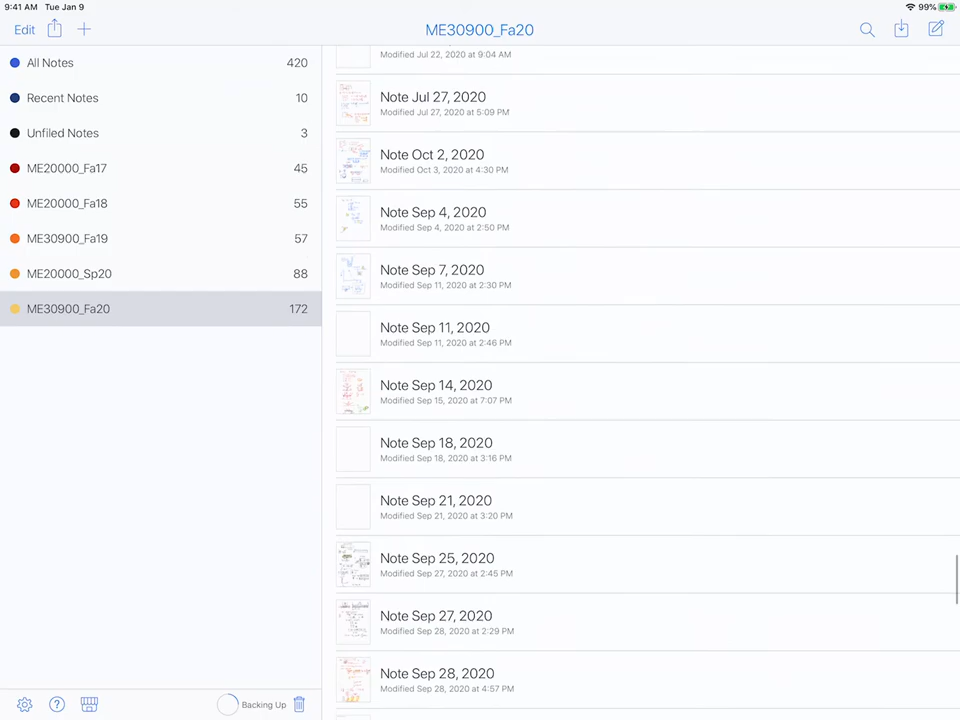 9:41 AM Tue Jan 9 99%
Edit ME30900_Fa20
All Notes 420
Recent Notes 10
Unfiled Notes 3
ME20000_Fa17 45
ME20000_Fa18 55
ME30900_Fa19 57
ME20000_Sp20 88
ME30900_Fa20 172
Backing Up
Modified Jul 22, 2020 at 9:04 AM
Note Jul 27, 2020
Modified Jul 27, 2020 at 5:09 PM
Note Oct 2, 2020
Modified Oct 3, 2020 at 4:30 PM
Note Sep 4, 2020
Modified Sep 4, 2020 at 2:50 PM
Note Sep 7, 2020
Modified Sep 11, 2020 at 2:30 PM
Note Sep 11, 2020
Modified Sep 11, 2020 at 2:46 PM
Note Sep 14, 2020
Modified Sep 15, 2020 at 7:07 PM
Note Sep 18, 2020
Modified Sep 18, 2020 at 3:16 PM
Note Sep 21, 2020
Modified Sep 21, 2020 at 3:20 PM
Note Sep 25, 2020
Modified Sep 27, 2020 at 2:45 PM
Note Sep 27, 2020
Modified Sep 28, 2020 at 2:29 PM
Note Sep 28, 2020
Modified Sep 28, 2020 at 4:57 PM